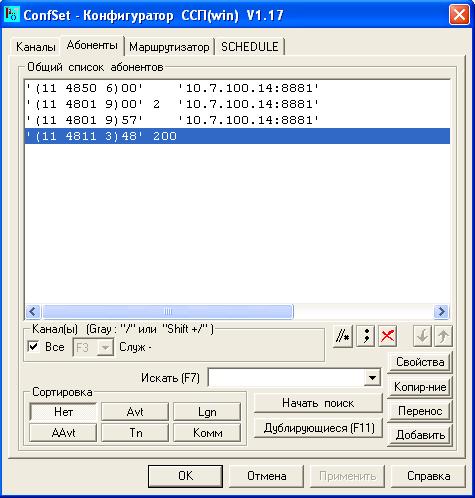 ConfSet - Конфигуратор ССП(win) V1.17
Каналы Абоненты Маршрутизатор SCHEDULE
Общий список абонентов
'(11 4850 6)00' '10.7.100.14:8881'
'(11 4801 9)00' 2 '10.7.100.14:8881'
'(11 4801 9)57' '10.7.100.14:8881'
'(11 4811 3)48' 200
Канал(ы) (Gray : "/" или "Shift +/" )
Все F3 Служ -
//* ;
Свойства
Искать (F7)
Копир-ние
Сортировка
Начать поиск
Перенос
Нет Avt Lgn
Дублирующиеся (F11)
Добавить
AAvt Tn Комм
OK Отмена Применить Справка